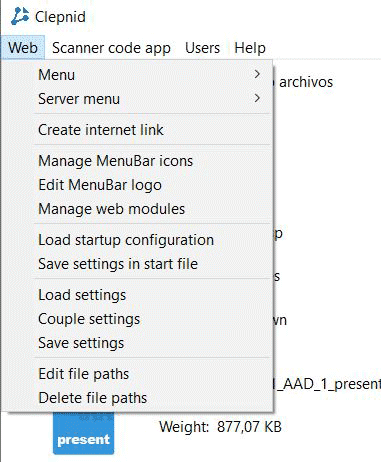 Clepnid
Web Scanner code app Users Help
Menu
archivos
Server menu
Create internet link
Manage MenuBar icons
Edit MenuBar logo
Manage web modules
Load startup configuration
Save settings in start file
Load settings
Couple settings
Save settings
Edit file paths
1_AAD_1_present
Delete file paths
Weight: 877,07 KB
present